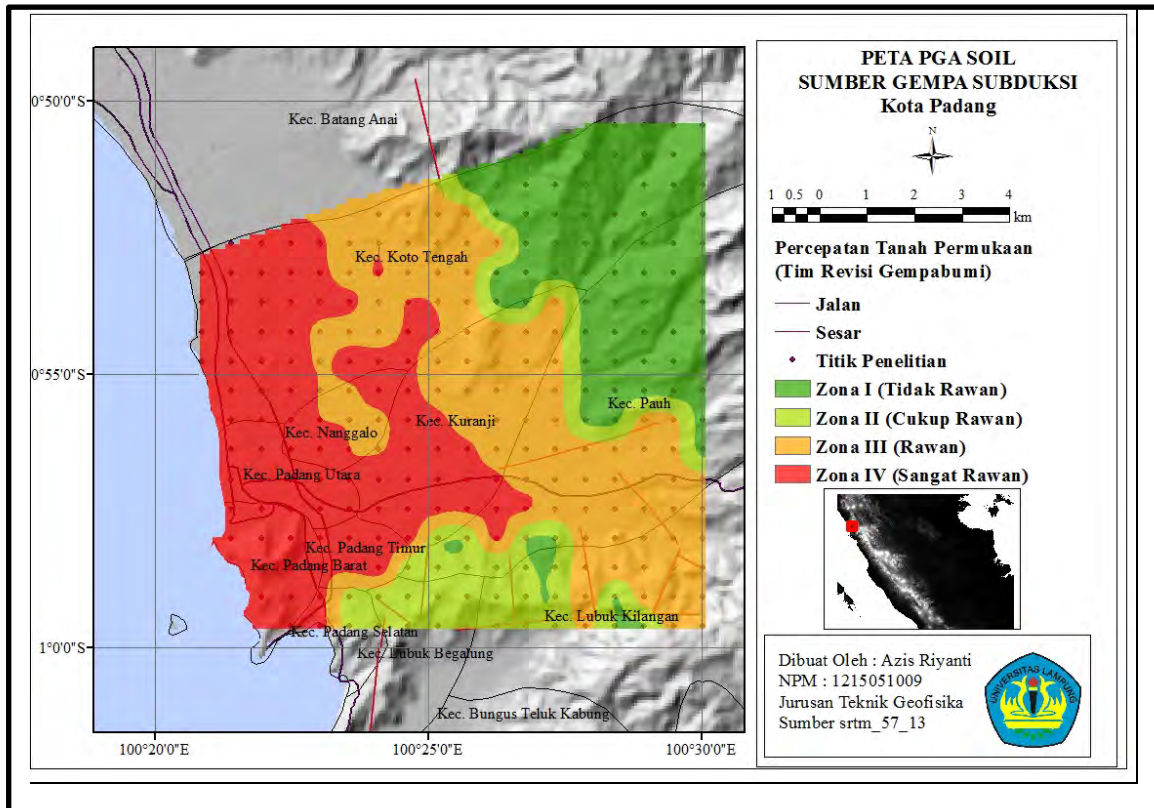 PETA PGA SOIL
SUMBER GEMPA SUBDUKSI
Kota Padang
N
1 0.5 0 1 2 3 4
km
Percepatan Tanah Permukaan
(Tim Revisi Gempabumi)
Jalan
Sesar
Titik Penelitian
Zona I (Tidak Rawan)
Zona II (Cukup Rawan)
Zona III (Rawan)
Zona IV (Sangat Rawan)
Dibuat Oleh : Azis Riyanti
NPM : 1215051009
Jurusan Teknik Geofisika
Sumber srtm_57_13
UNIVERSITAS LAMPUNG
0°50'0"S
0°55'0"S
1°0'0"S
100°20'0"E
100°25'0"E
100°30'0"E
Kec. Batang Anai
Kec. Koto Tengah
Kec. Pauh
Kec. Kuranji
Kec. Nanggalo
Kec. Padang Utara
Kec. Padang Timur
Kec. Padang Barat
Kec. Lubuk Kilangan
Kec. Padang Selatan
Kec. Lubuk Begalung
Kec. Bungus Teluk Kabung